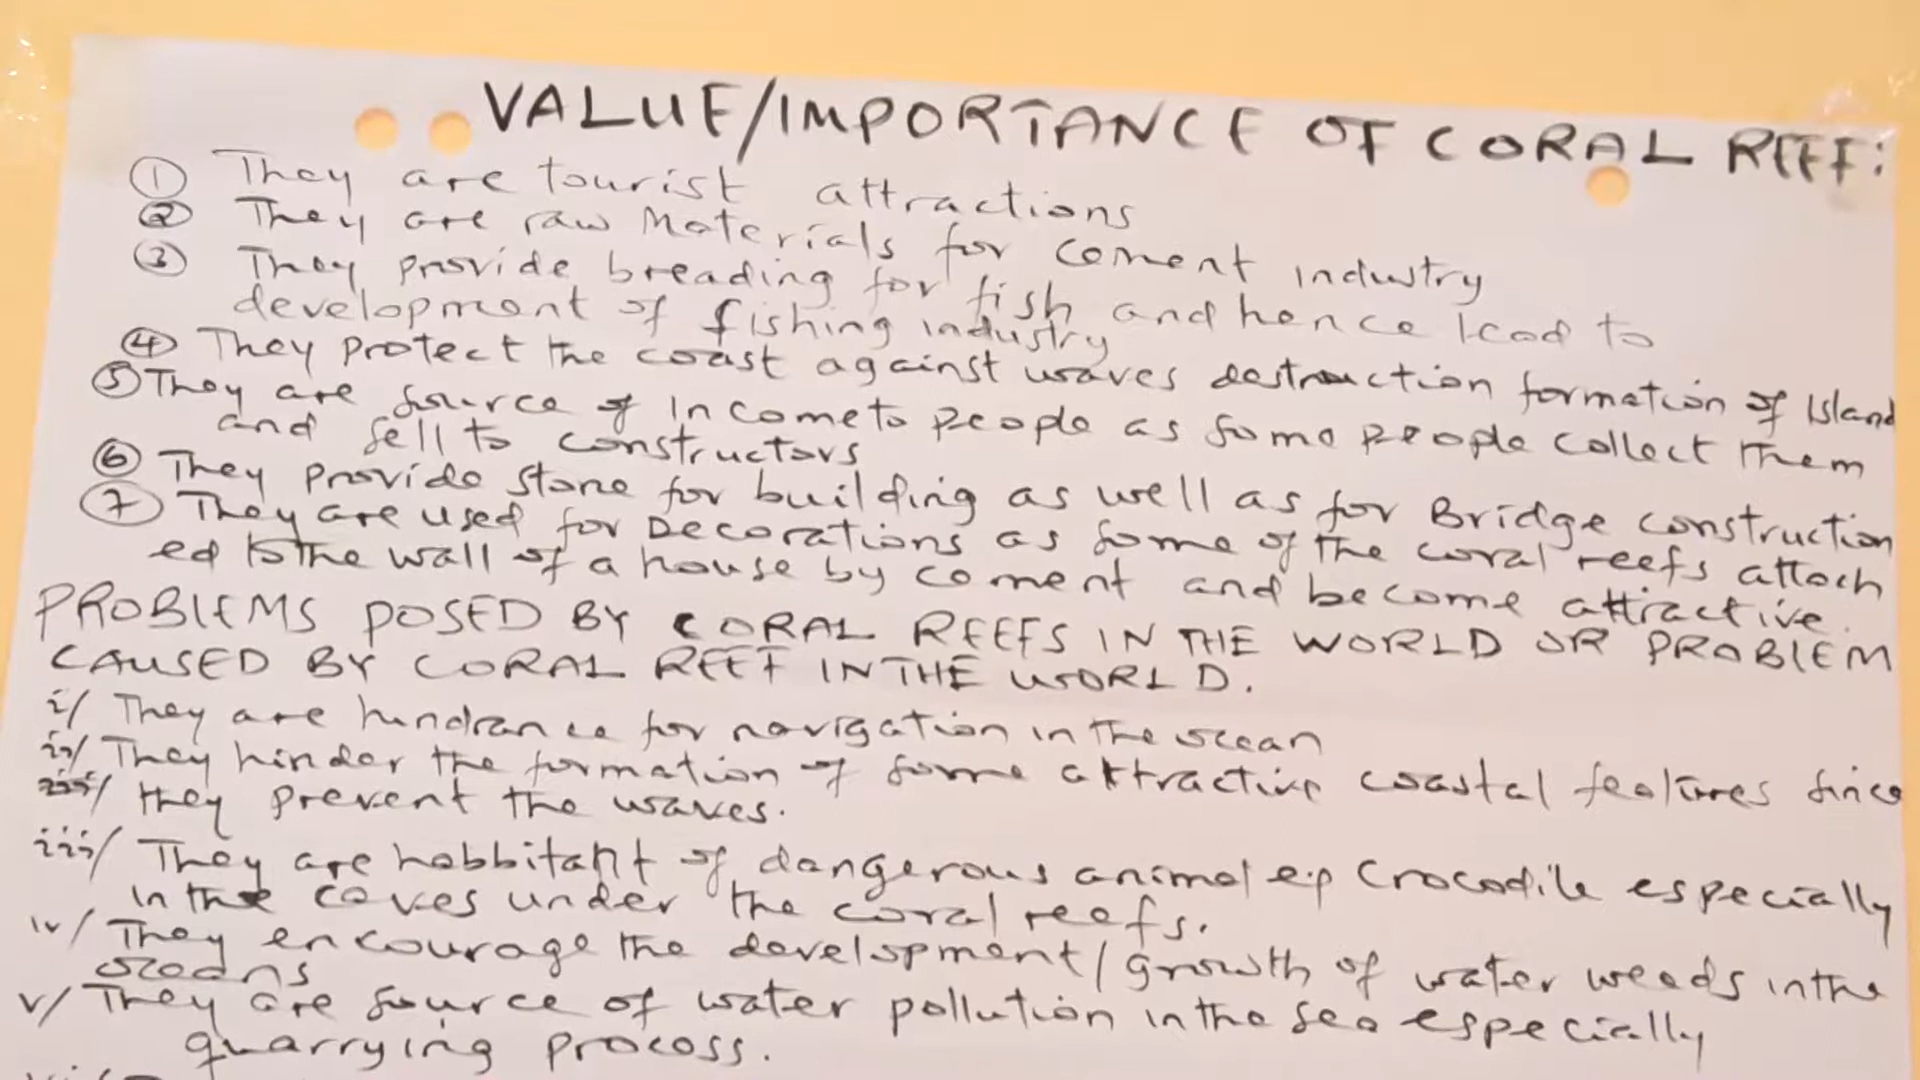 VALUE/IMPORTANCE OF CORAL REEF:
① They are tourist attractions
② They are raw Materials for cement industry
③ They provide breading for fish and hence lead to
development of fishing industry
④ They protect the coast against waves destruction formation of Island
⑤ They are source of Income to people as some people collect them
and sell to constructors
⑥ They provide stone for building as well as for Bridge construction
⑦ They are used for Decorations as some of the coral reefs attach
ed to the wall of a house by cement and become attractive.
PROBLEMS POSED BY CORAL REEFS IN THE WORLD OR PROBLEM
CAUSED BY CORAL REEF IN THE WORLD.
i/ They are hindrance for navigation in the ocean
ii/ They hinder the formation of some attractive coastal features since
they prevent the waves.
iii/ They are habbitant of dangerous animal eg Crocodile especially
in the caves under the coral reefs.
iv/ They encourage the development/growth of water weeds in the
oceans
v/ They are source of water pollution in the sea especially
quarrying process.